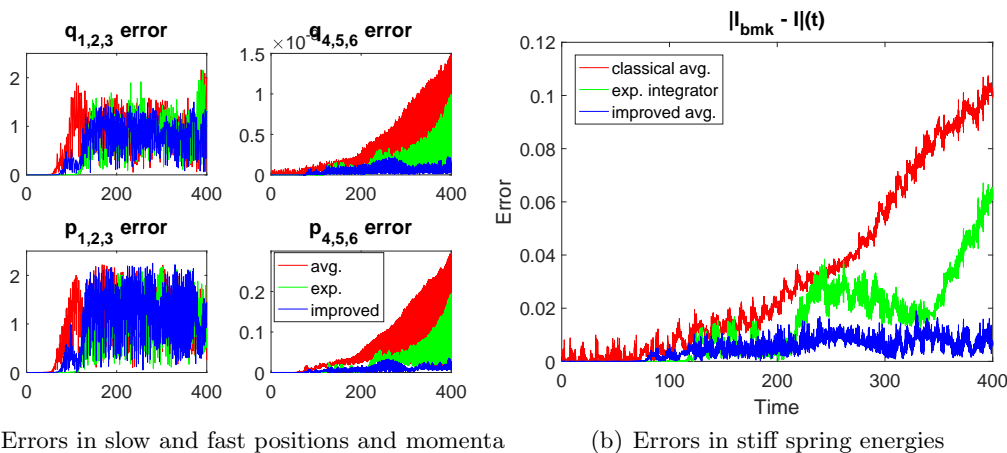 q1,2,3 error
2
1
0
0
200
400
q4,5,6 error
1.5
1
0.5
0
0
200
400
p1,2,3 error
2
1
0
0
200
400
p4,5,6 error
avg.
exp.
improved
0.2
0.1
0
0
200
400
Errors in slow and fast positions and momenta
|Ibmk - I|(t)
classical avg.
exp. integrator
improved avg.
0.12
0.1
0.08
0.06
0.04
0.02
0
Error
0
100
200
300
400
Time
(b) Errors in stiff spring energies